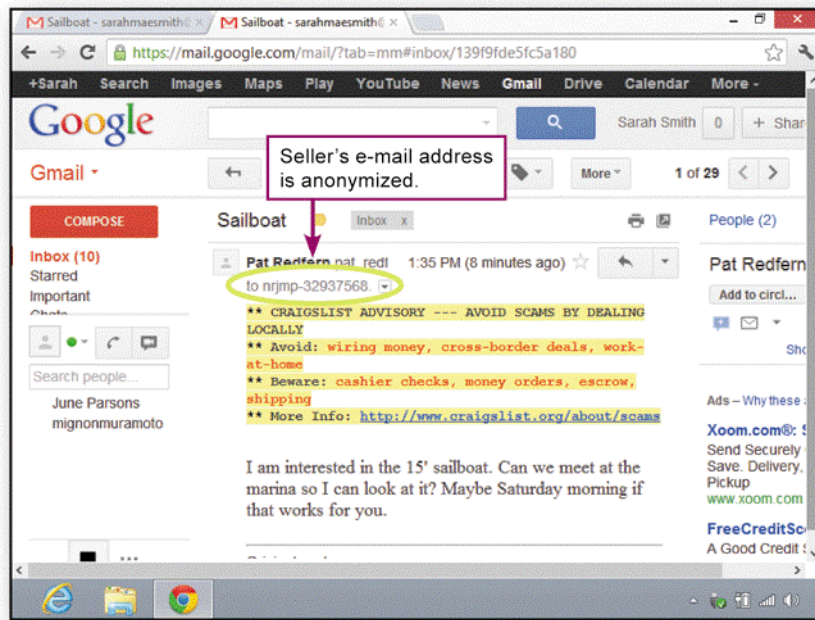 Sailboat - sarahmaesmith@
Sailboat - sarahmaesmith@
https://mail.google.com/mail/?tab=mm#inbox/139f9fde5fc5a180
+Sarah Search Images Maps Play YouTube News Gmail Drive Calendar More
Google
Sarah Smith 0 + Shar
Seller's e-mail address
is anonymized.
Gmail
More
1 of 29
COMPOSE
Sailboat
Inbox x
People (2)
Inbox (10)
Starred
Important
Chats
Pat Redfern pat_redf 1:35 PM (8 minutes ago)
to nrjmp-32937568.
Pat Redfern
Add to circl...
** CRAIGSLIST ADVISORY --- AVOID SCAMS BY DEALING
LOCALLY
** Avoid: wiring money, cross-border deals, work-
at-home
** Beware: cashier checks, money orders, escrow,
shipping
** More Info: http://www.craigslist.org/about/scams
Search people...
June Parsons
mignonmuramoto
Sho
Ads – Why these
Xoom.com®: S
Send Securely
Save. Delivery,
Pickup
www.xoom.com
FreeCreditSc
A Good Credit
I am interested in the 15' sailboat. Can we meet at the
marina so I can look at it? Maybe Saturday morning if
that works for you.